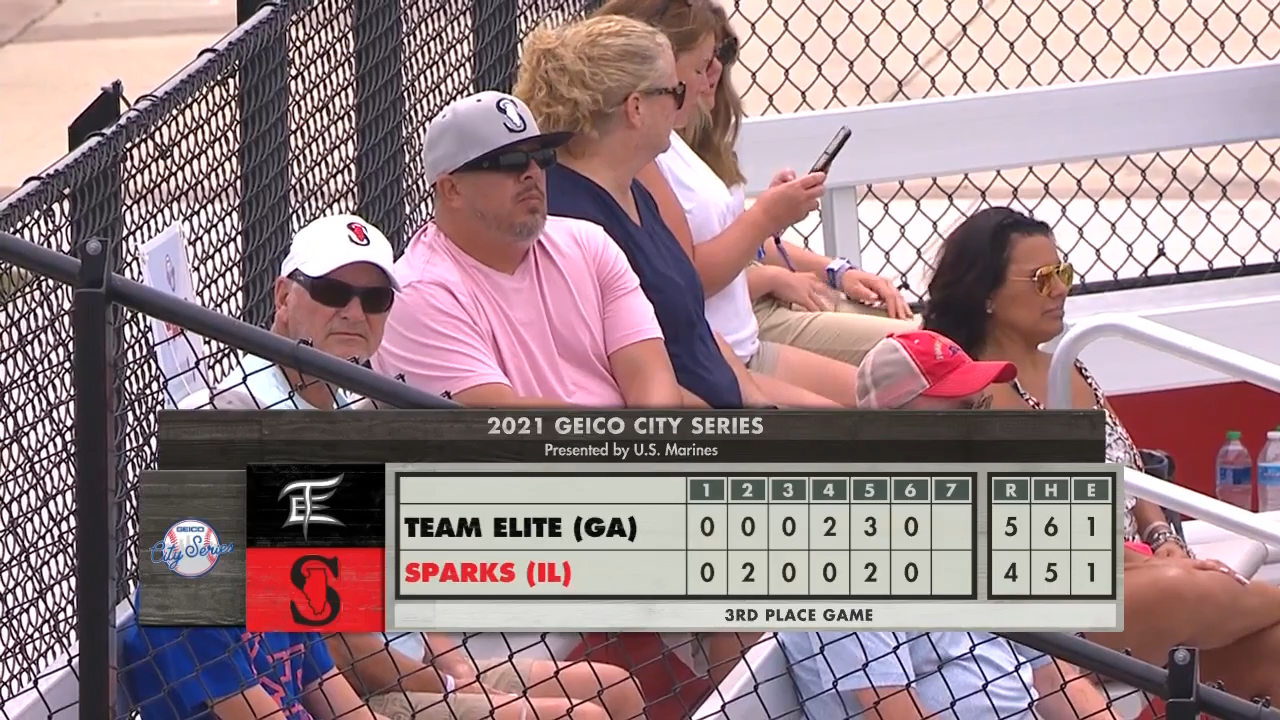 2021 GEICO CITY SERIES
Presented by U.S. Marines
1 2 3 4 5 6 7 R H E
TEAM ELITE (GA) 0 0 0 2 3 0 5 6 1
SPARKS (IL) 0 2 0 0 2 0 4 5 1
3RD PLACE GAME
GEICO
City Series
TE
S